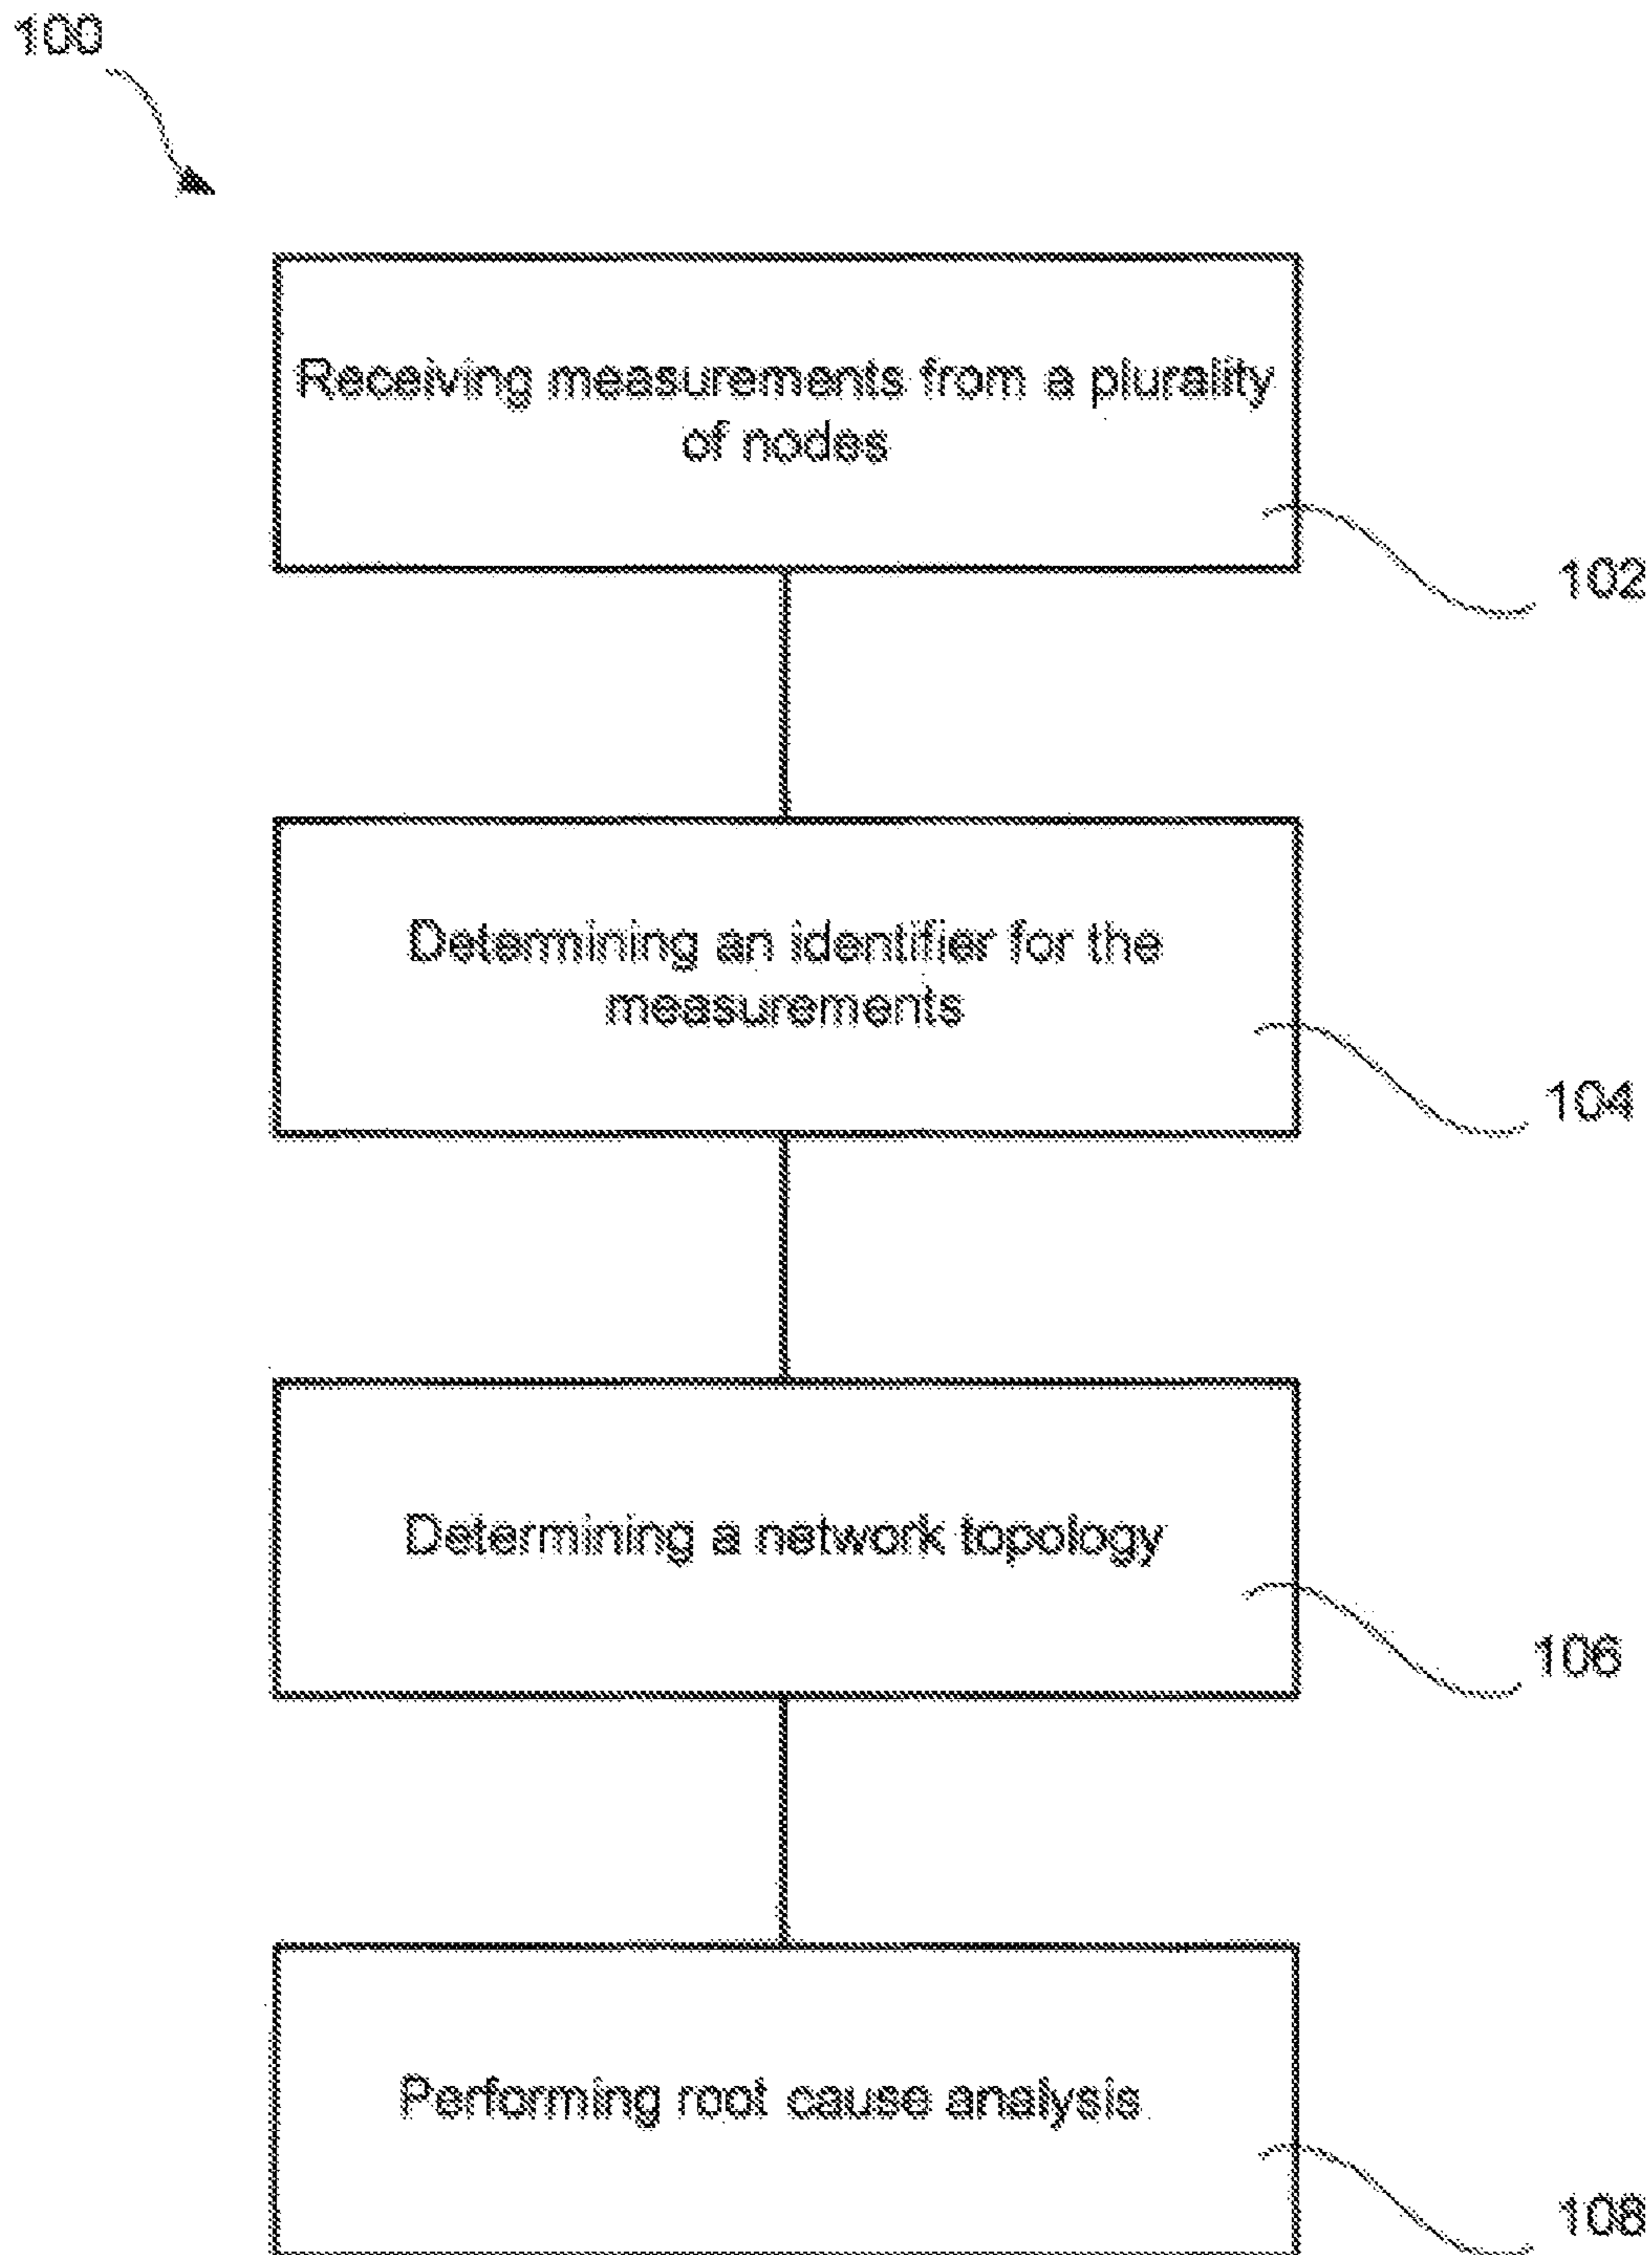 100
Receiving measurements from a plurality
of nodes
102
Determining an identifier for the
measurements
104
Determining a network topology
106
Performing root cause analysis
108